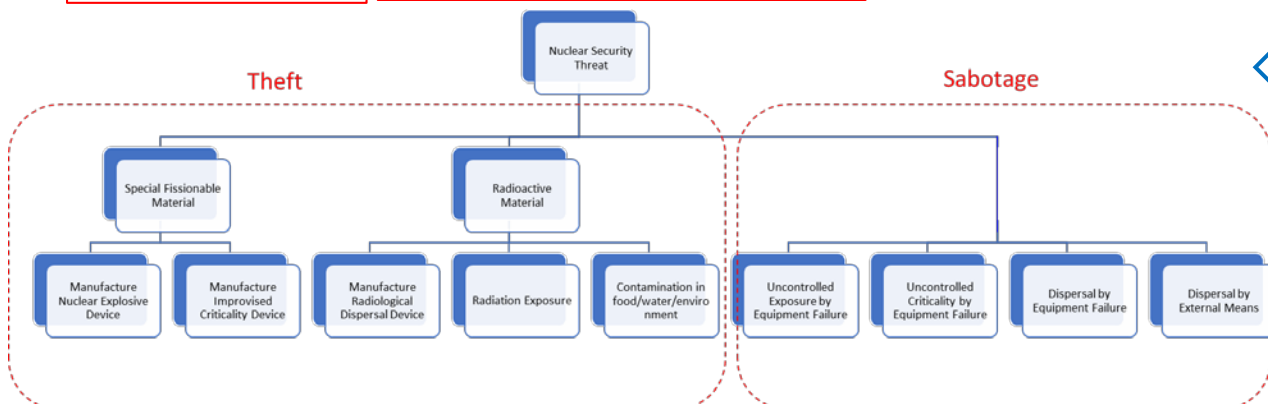 Nuclear Security
Threat
Theft
Sabotage
Special Fissionable
Material
Radioactive
Material
Manufacture
Nuclear Explosive
Device
Manufacture
Improvised
Criticality Device
Manufacture
Radiological
Dispersal Device
Radiation Exposure
Contamination in
food/water/enviro
nment
Uncontrolled
Exposure by
Equipment Failure
Uncontrolled
Criticality by
Equipment Failure
Dispersal by
Equipment Failure
Dispersal by
External Means